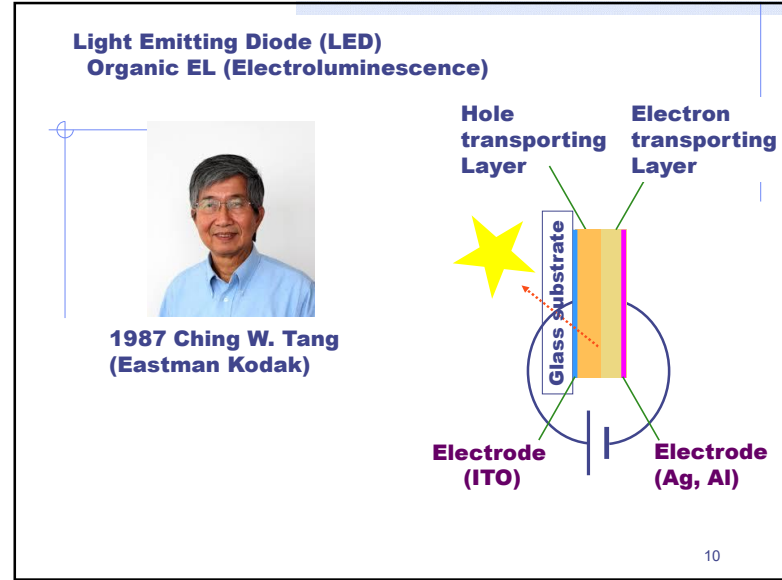 Light Emitting Diode (LED)
Organic EL (Electroluminescence)
1987 Ching W. Tang
(Eastman Kodak)
Hole
transporting
Layer
Electron
transporting
Layer
Glass substrate
Electrode
(ITO)
Electrode
(Ag, Al)
10